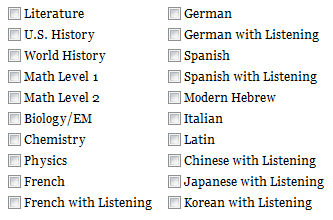 Literature
U.S. History
World History
Math Level 1
Math Level 2
Biology/EM
Chemistry
Physics
French
French with Listening
German
German with Listening
Spanish
Spanish with Listening
Modern Hebrew
Italian
Latin
Chinese with Listening
Japanese with Listening
Korean with Listening